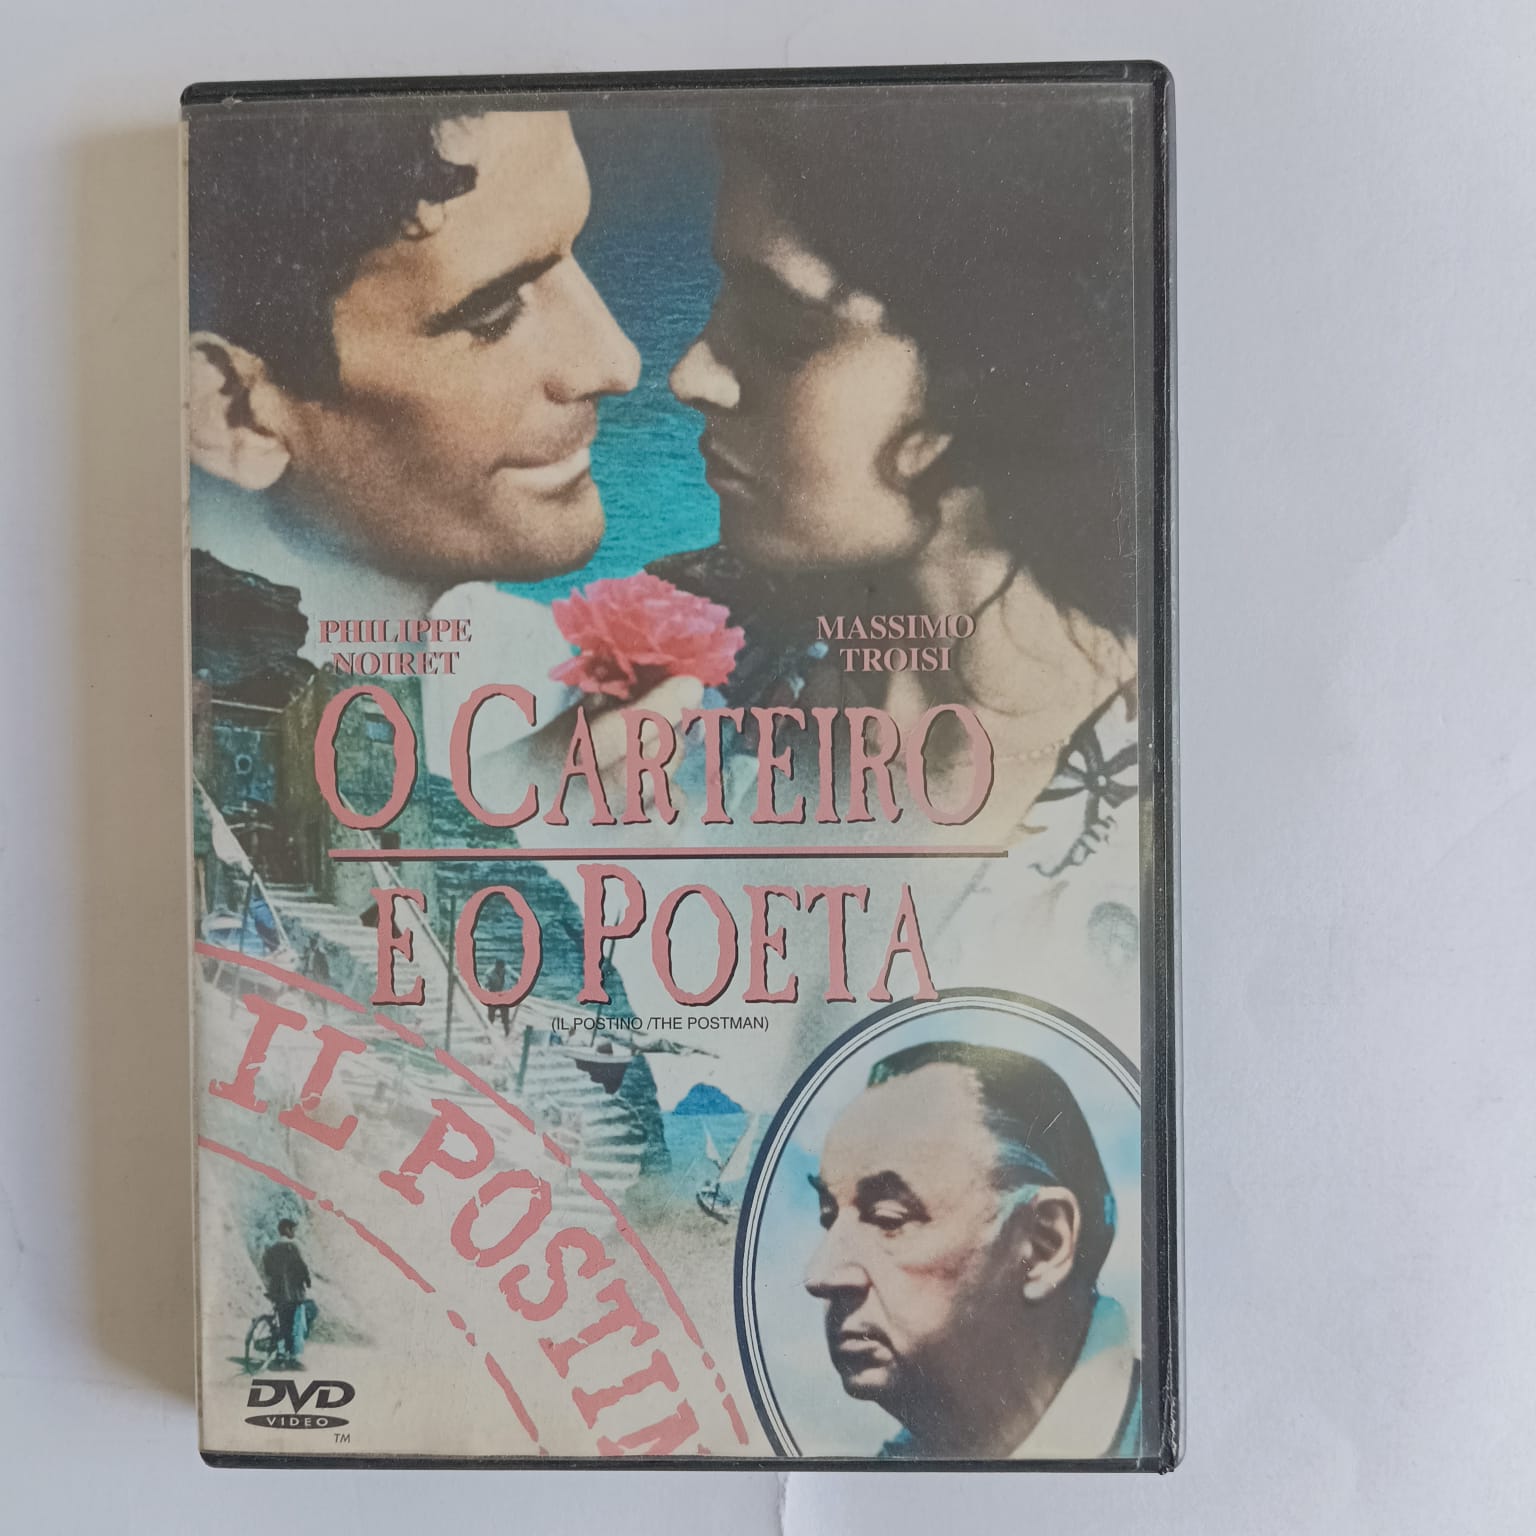 PHILIPPE
NOIRET
MASSIMO
TROISI
O CARTEIRO
E O POETA
(IL POSTINO /THE POSTMAN)
IL POSTIN
DVD
VIDEO
TM